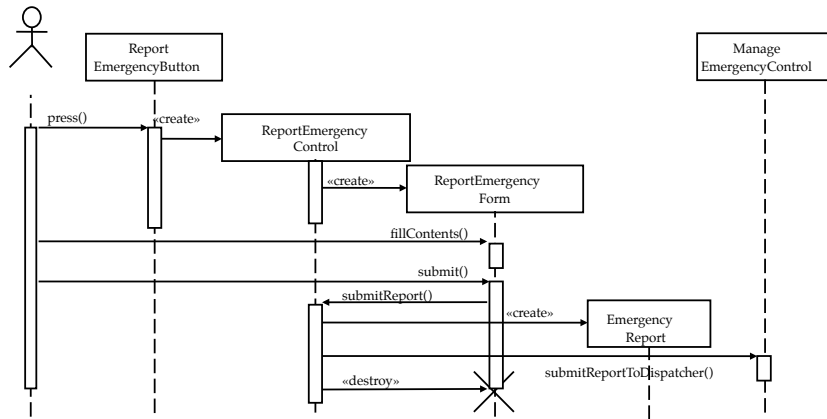 Report
EmergencyButton
Manage
EmergencyControl
press()
«create»
ReportEmergency
Control
«create»
ReportEmergency
Form
fillContents()
submit()
submitReport()
«create»
Emergency
Report
submitReportToDispatcher()
«destroy»